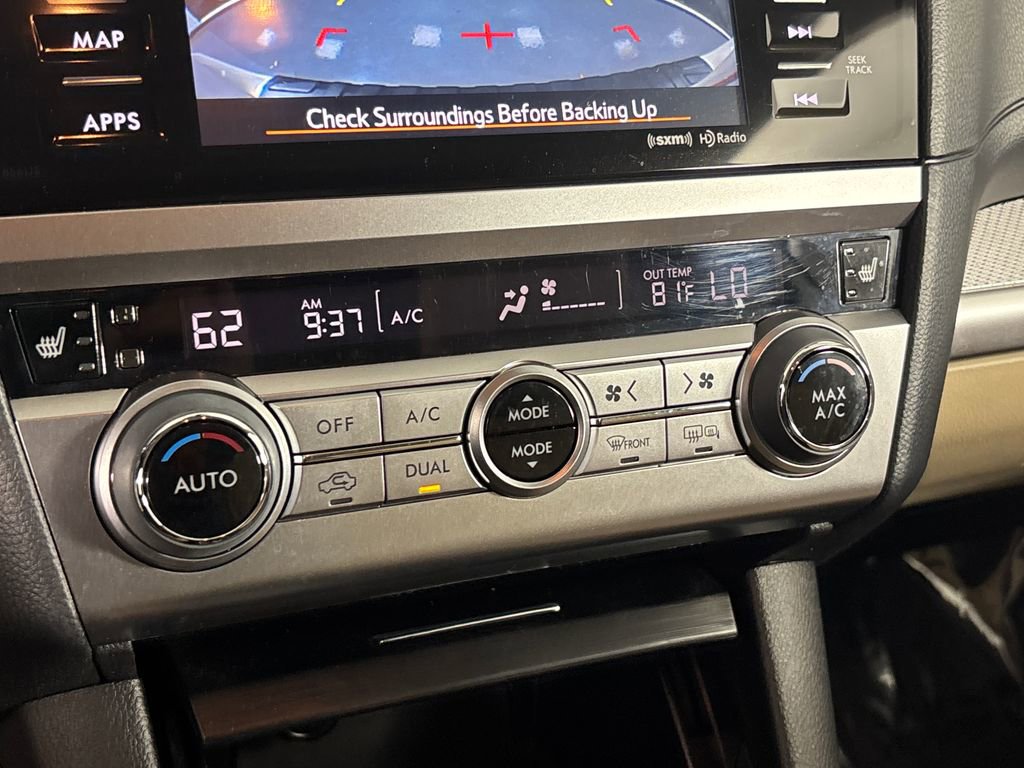 MAP
APPS
Check Surroundings Before Backing Up
SEEK
TRACK
((sxm)) HD Radio
62
AM
9:37
A/C
OUT TEMP
81°F
LO
OFF
A/C
MODE
MODE
DUAL
FRONT
AUTO
MAX
A/C